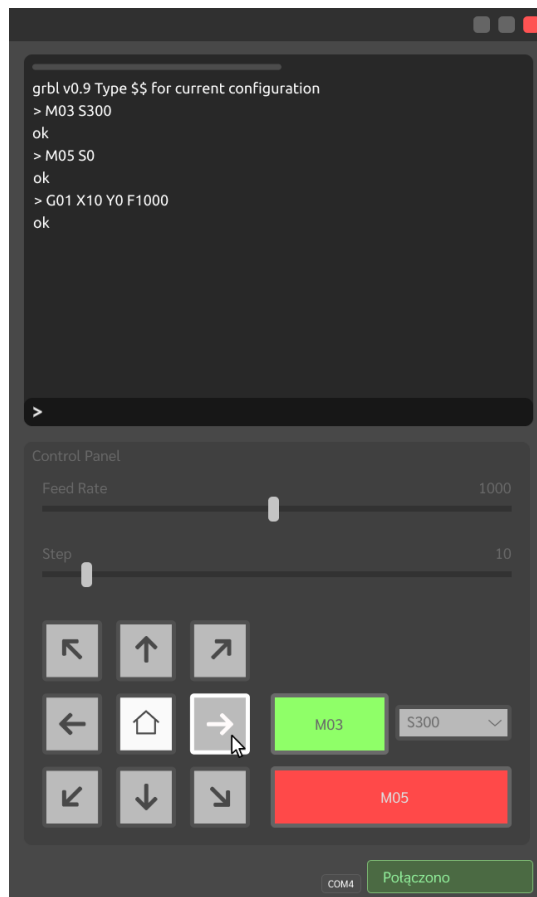 grbl v0.9 Type $$ for current configuration
> M03 S300
ok
> M05 S0
ok
> G01 X10 Y0 F1000
ok
>
Control Panel
Feed Rate 1000
Step 10
M03 S300
M05
COM4 Połączono